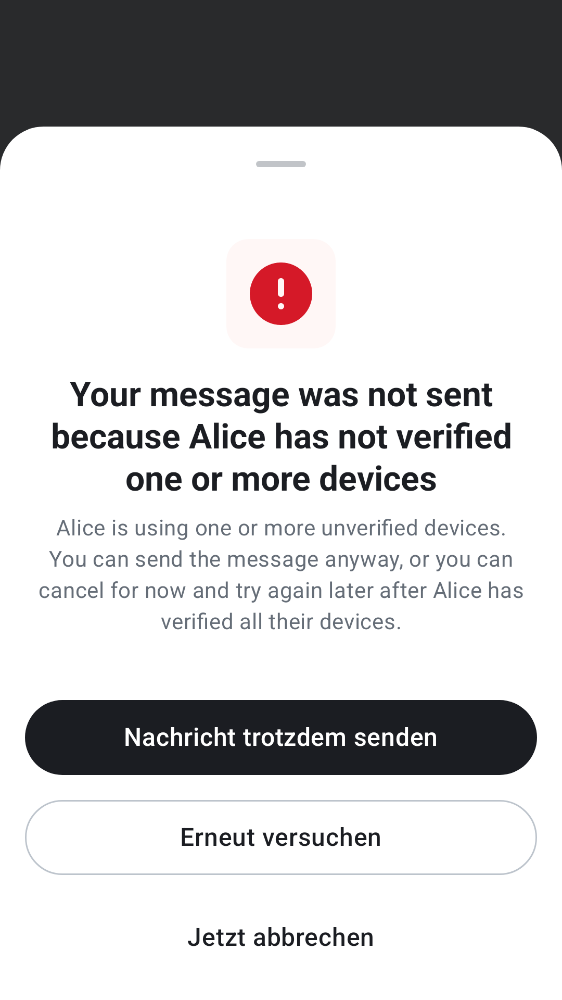 Your message was not sent
because Alice has not verified
one or more devices
Alice is using one or more unverified devices.
You can send the message anyway, or you can
cancel for now and try again later after Alice has
verified all their devices.
Nachricht trotzdem senden
Erneut versuchen
Jetzt abbrechen